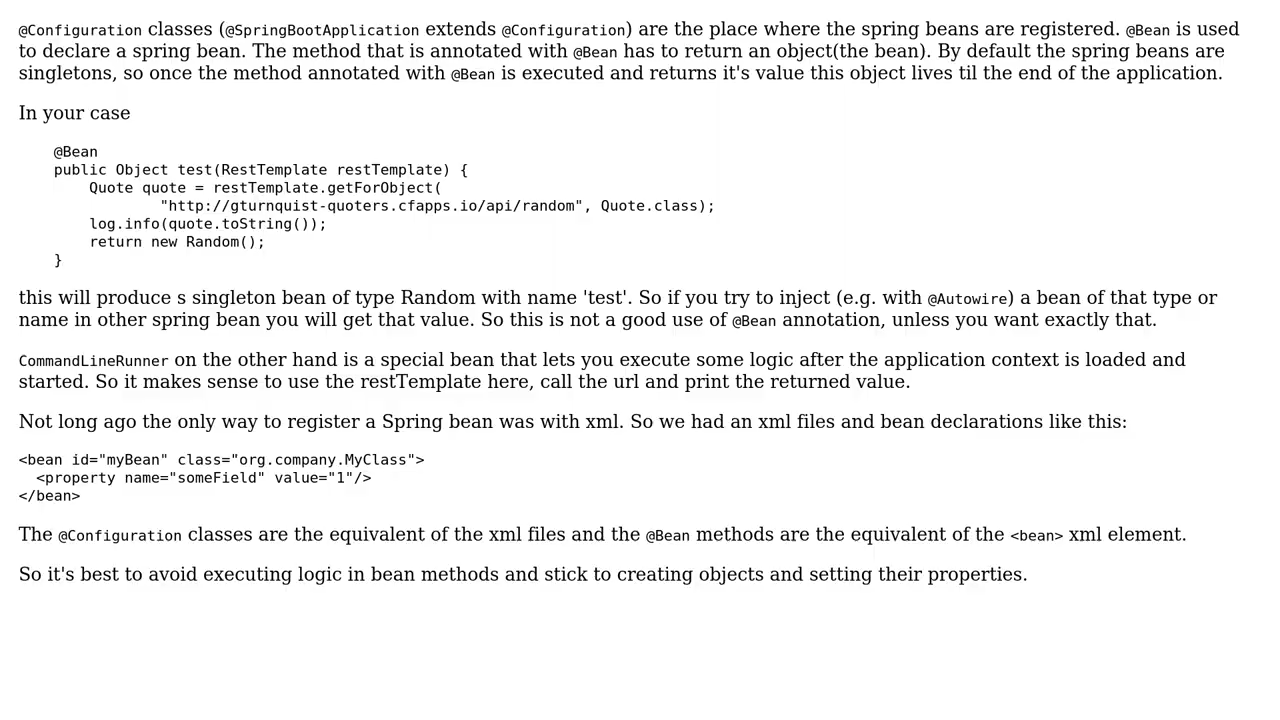 @Configuration classes (@SpringBootApplication extends @Configuration) are the place where the spring beans are registered. @Bean is used
to declare a spring bean. The method that is annotated with @Bean has to return an object(the bean). By default the spring beans are
singletons, so once the method annotated with @Bean is executed and returns it's value this object lives til the end of the application.
In your case
@Bean
public Object test(RestTemplate restTemplate) {
Quote quote = restTemplate.getForObject(
"http://gturnquist-quoters.cfapps.io/api/random", Quote.class);
log.info(quote.toString());
return new Random();
}
this will produce s singleton bean of type Random with name 'test'. So if you try to inject (e.g. with @Autowire) a bean of that type or
name in other spring bean you will get that value. So this is not a good use of @Bean annotation, unless you want exactly that.
CommandLineRunner on the other hand is a special bean that lets you execute some logic after the application context is loaded and
started. So it makes sense to use the restTemplate here, call the url and print the returned value.
Not long ago the only way to register a Spring bean was with xml. So we had an xml files and bean declarations like this:
<bean id="myBean" class="org.company.MyClass">
<property name="someField" value="1"/>
</bean>
The @Configuration classes are the equivalent of the xml files and the @Bean methods are the equivalent of the <bean> xml element.
So it's best to avoid executing logic in bean methods and stick to creating objects and setting their properties.